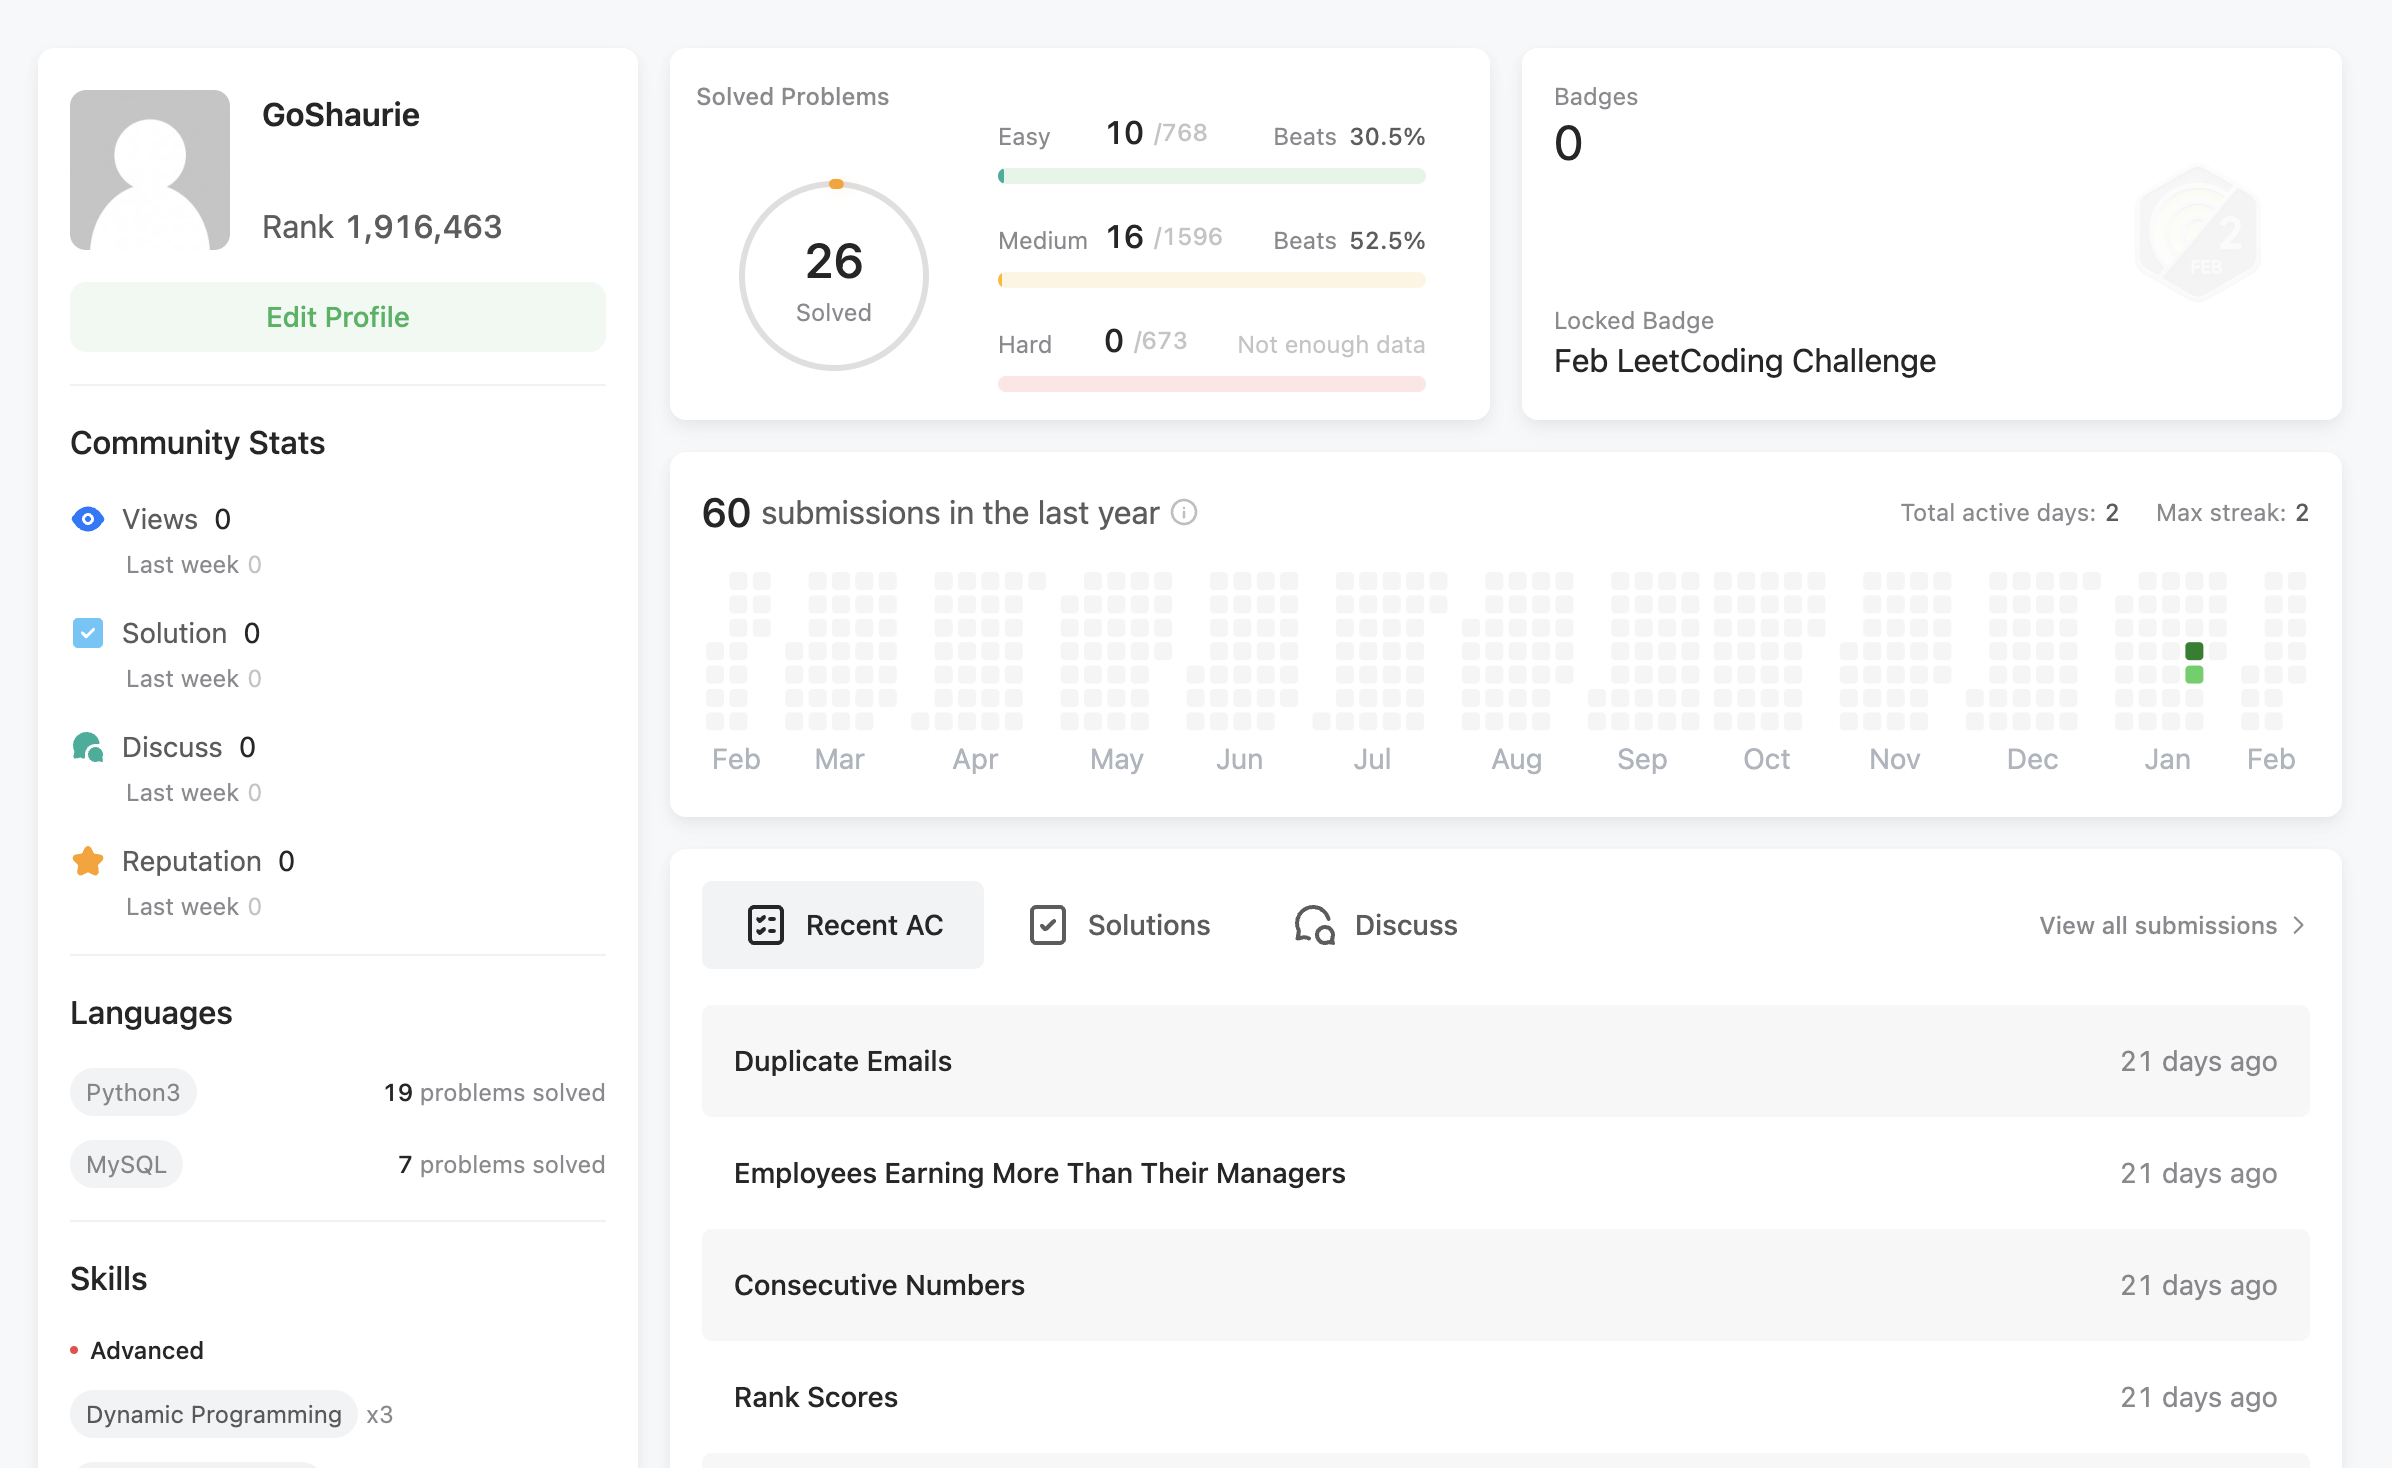 GoShaurie
Rank 1,916,463
Edit Profile
Community Stats
Views 0
Last week 0
Solution 0
Last week 0
Discuss 0
Last week 0
Reputation 0
Last week 0
Languages
Python3 19 problems solved
MySQL 7 problems solved
Skills
Advanced
Dynamic Programming x3
Solved Problems
26
Solved
Easy 10 /768 Beats 30.5%
Medium 16 /1596 Beats 52.5%
Hard 0 /673 Not enough data
Badges
0
2
FEB
Locked Badge
Feb LeetCoding Challenge
60 submissions in the last year Total active days: 2 Max streak: 2
Feb Mar Apr May Jun Jul Aug Sep Oct Nov Dec Jan Feb
Recent AC Solutions Discuss View all submissions
Duplicate Emails 21 days ago
Employees Earning More Than Their Managers 21 days ago
Consecutive Numbers 21 days ago
Rank Scores 21 days ago